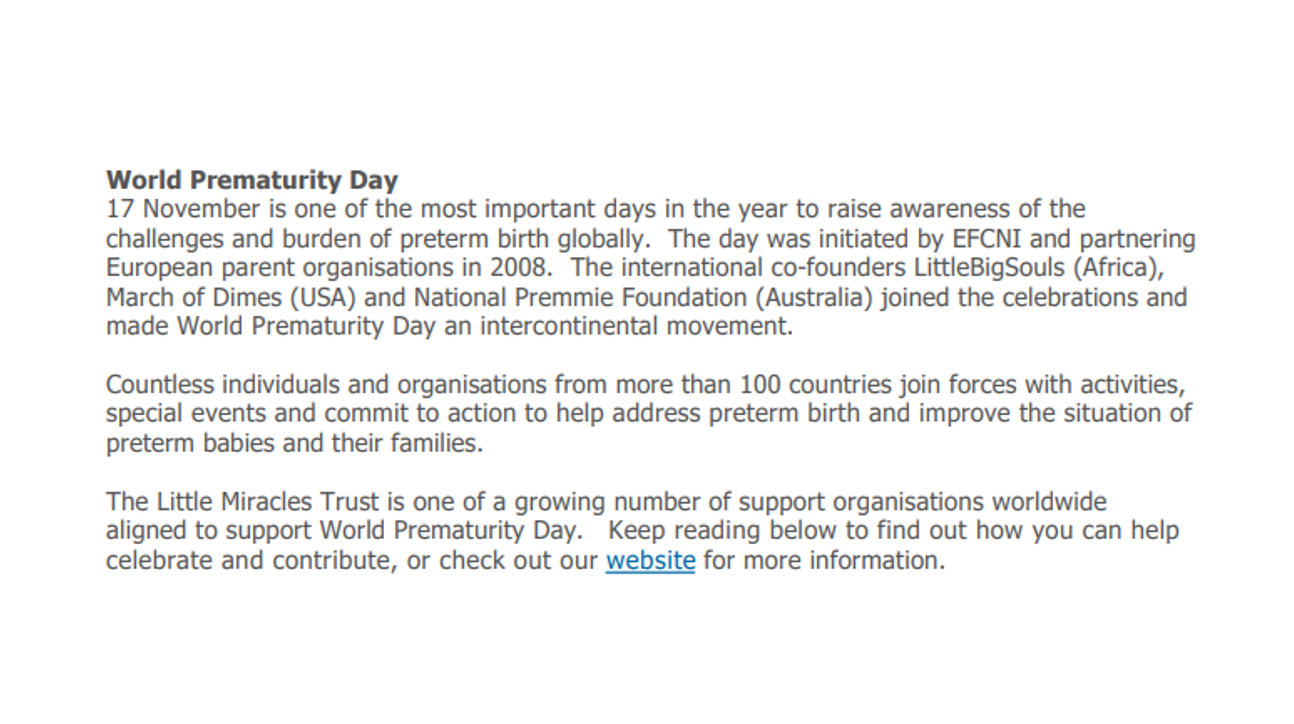 World Prematurity Day
17 November is one of the most important days in the year to raise awareness of the
challenges and burden of preterm birth globally.  The day was initiated by EFCNI and partnering
European parent organisations in 2008.  The international co-founders LittleBigSouls (Africa),
March of Dimes (USA) and National Premmie Foundation (Australia) joined the celebrations and
made World Prematurity Day an intercontinental movement.
Countless individuals and organisations from more than 100 countries join forces with activities,
special events and commit to action to help address preterm birth and improve the situation of
preterm babies and their families.
The Little Miracles Trust is one of a growing number of support organisations worldwide
aligned to support World Prematurity Day.   Keep reading below to find out how you can help
celebrate and contribute, or check out our website for more information.